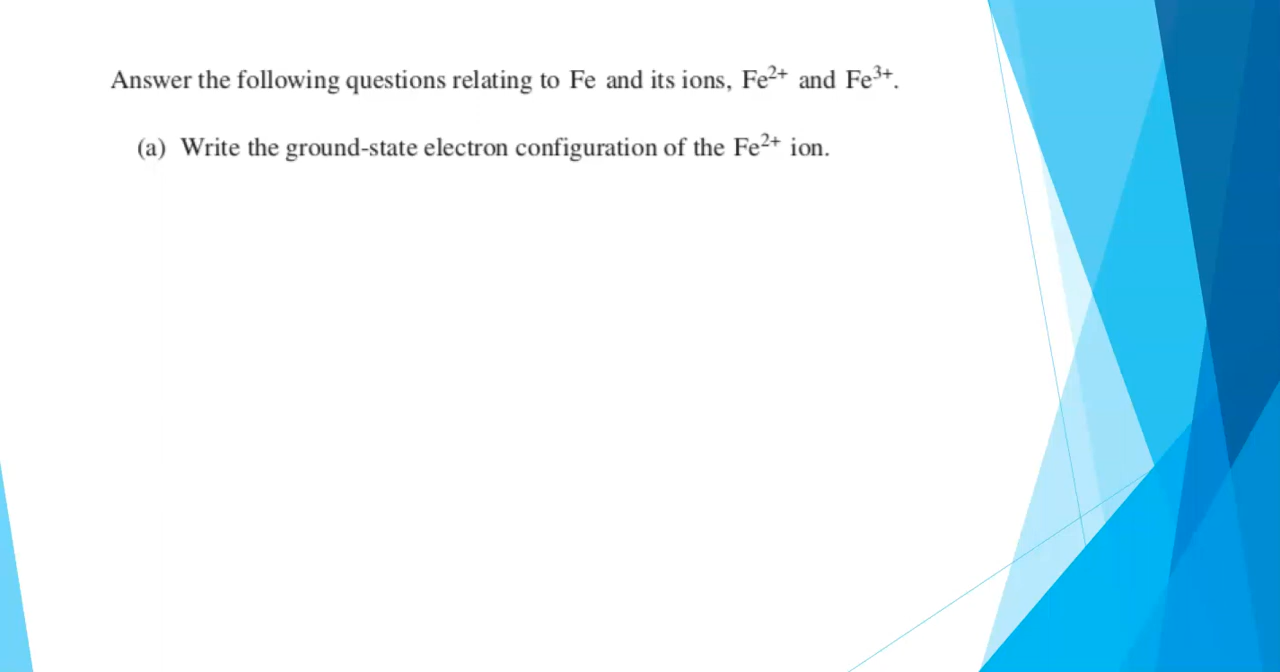 Answer the following questions relating to Fe and its ions, Fe²⁺ and Fe³⁺.
(a) Write the ground-state electron configuration of the Fe²⁺ ion.